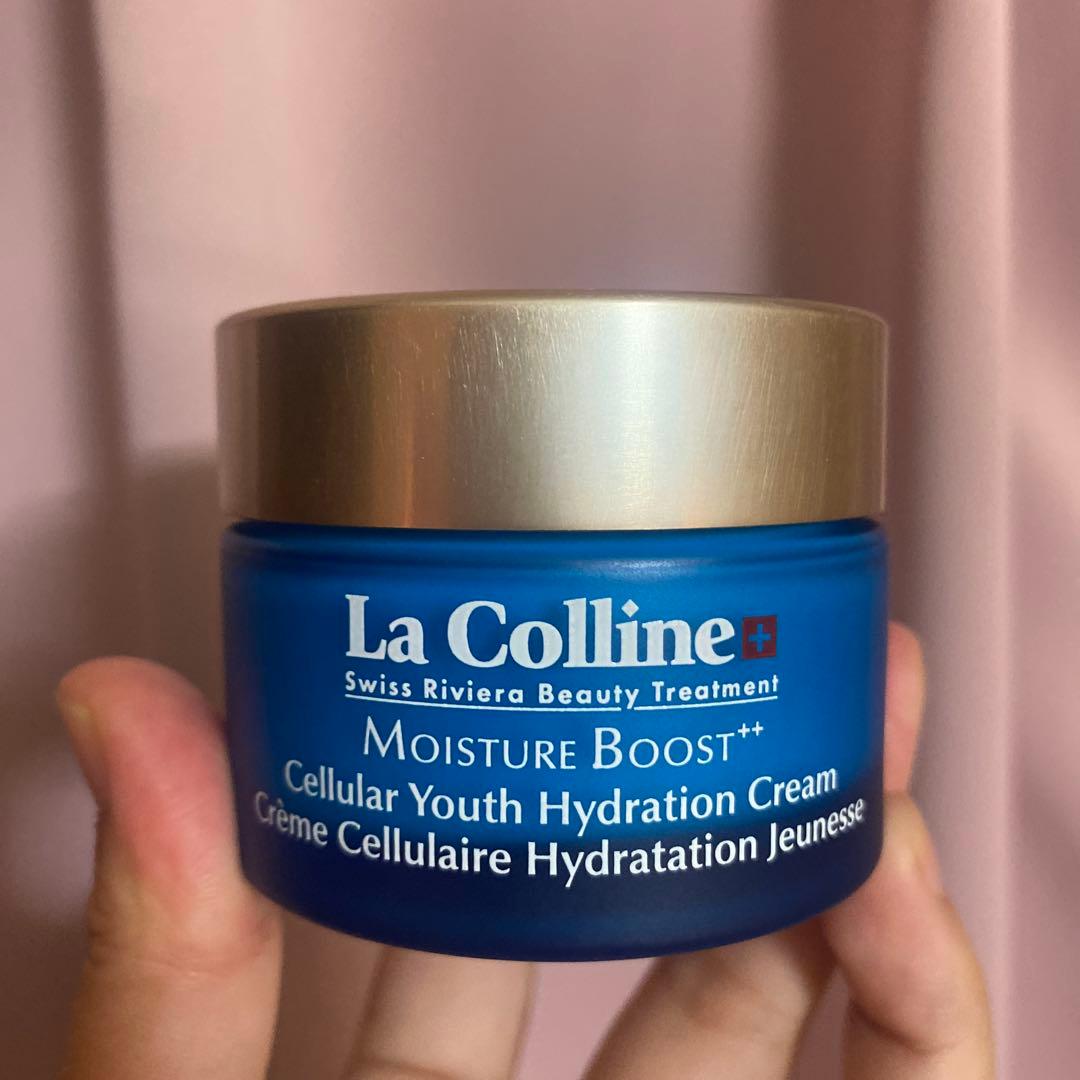 La Colline
Swiss Riviera Beauty Treatment
MOISTURE BOOST++
Cellular Youth Hydration Cream
Crème Cellulaire Hydratation Jeunesse